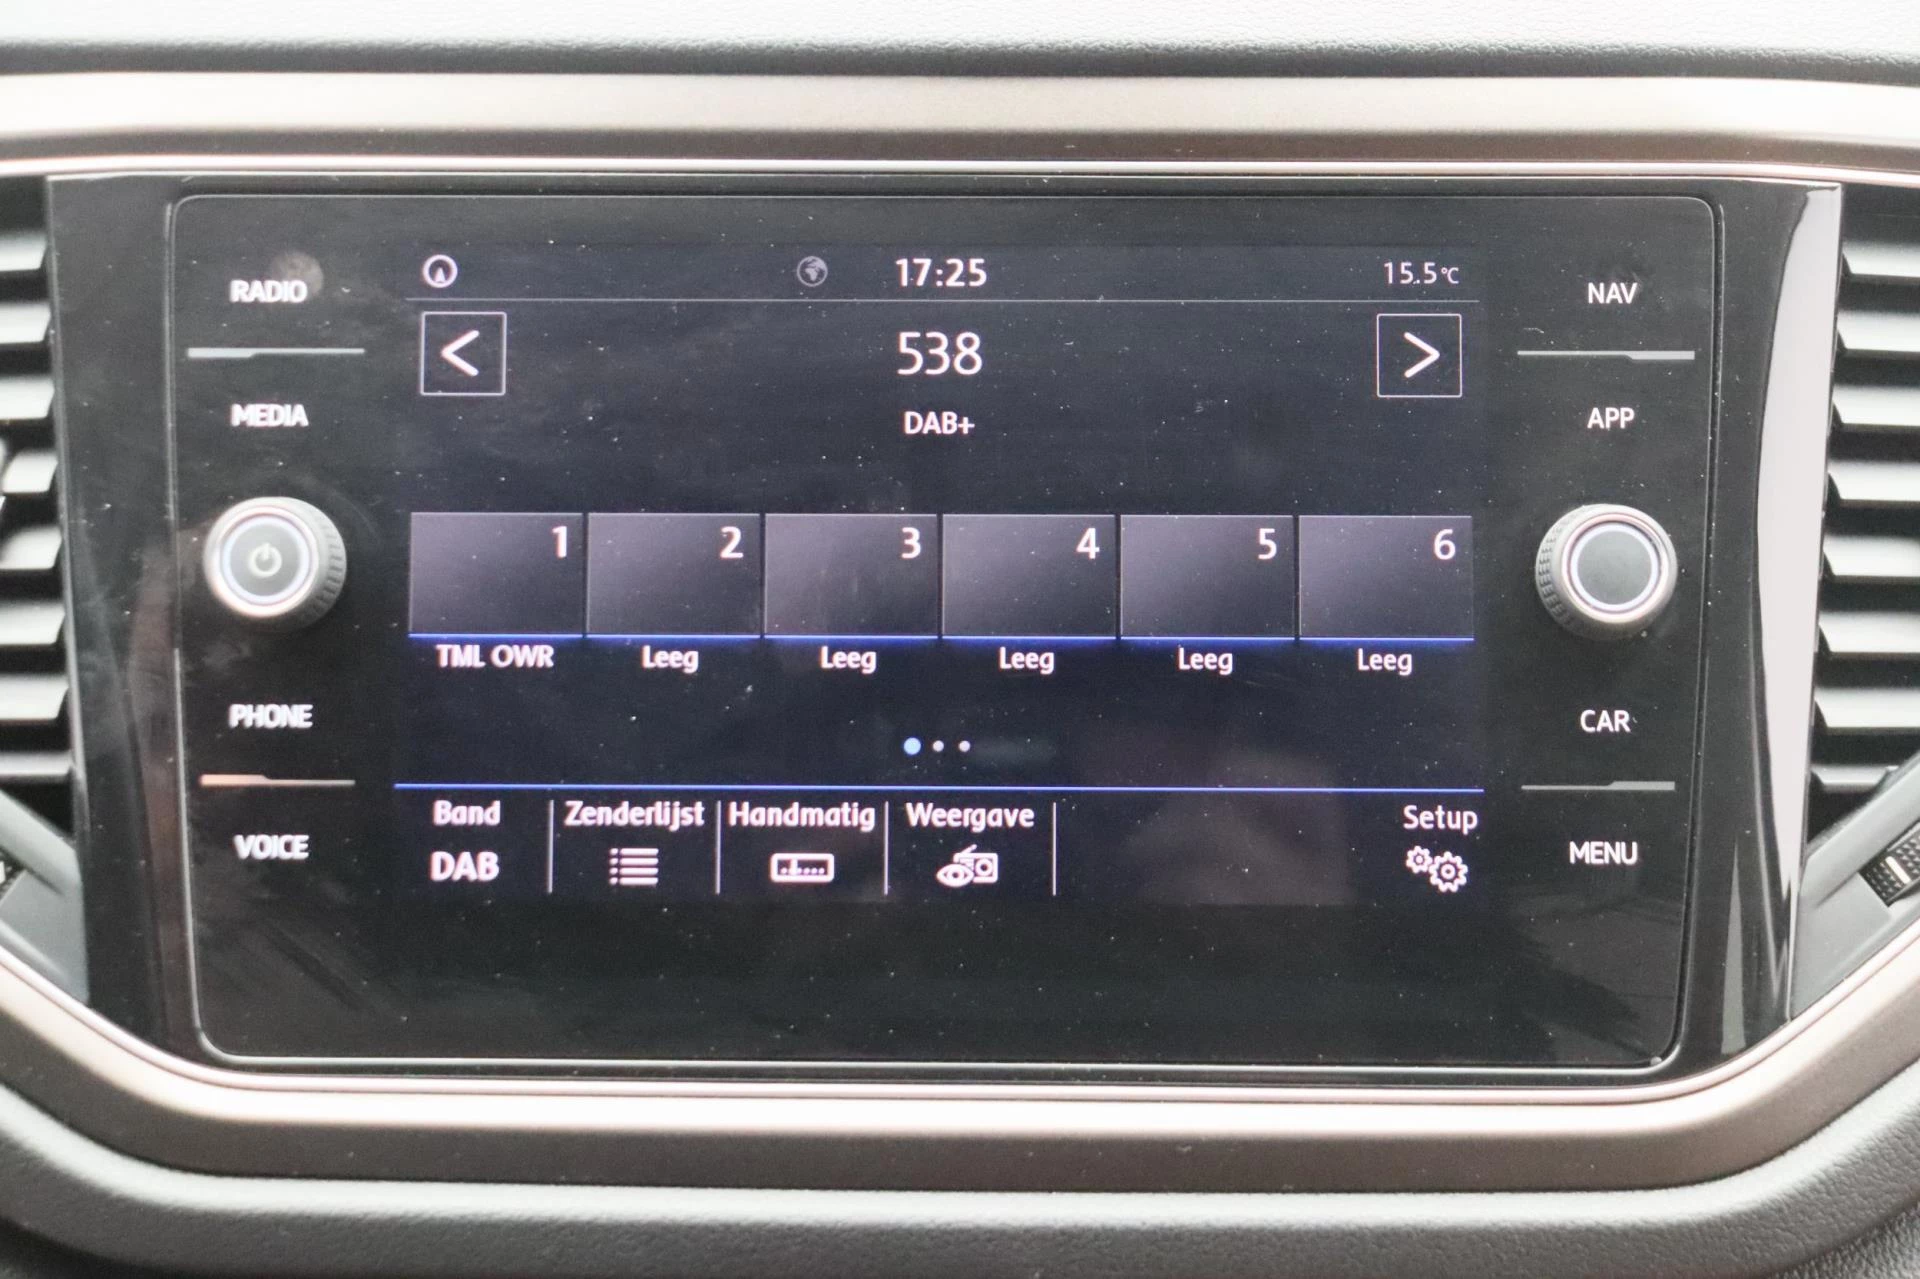 RADIO
17:25
15.5°C
NAV
<
538
>
MEDIA
DAB+
APP
1 2 3 4 5 6
TML OWR Leeg Leeg Leeg Leeg Leeg
PHONE
CAR
Band Zenderlijst Handmatig Weergave Setup
VOICE
DAB
MENU